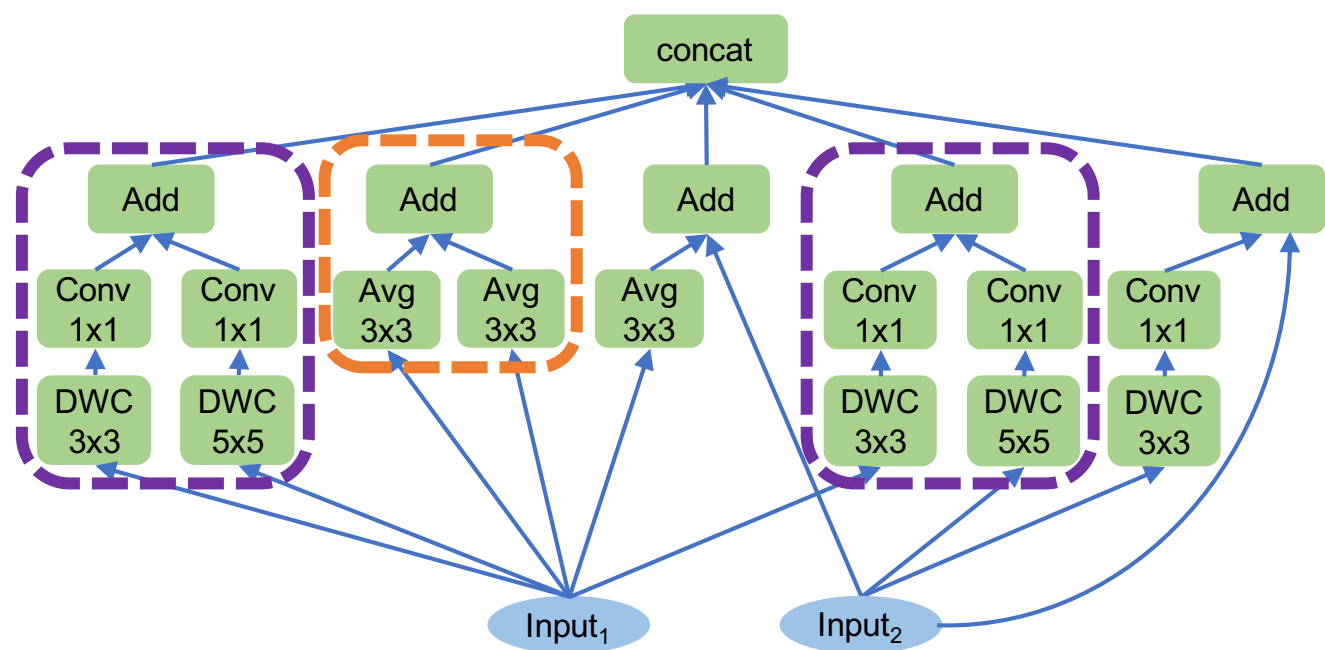 concat
Add
Add
Add
Add
Add
Conv
1x1
Conv
1x1
Avg
3x3
Avg
3x3
Avg
3x3
Conv
1x1
Conv
1x1
Conv
1x1
DWC
3x3
DWC
5x5
DWC
3x3
DWC
5x5
DWC
3x3
Input₁
Input₂